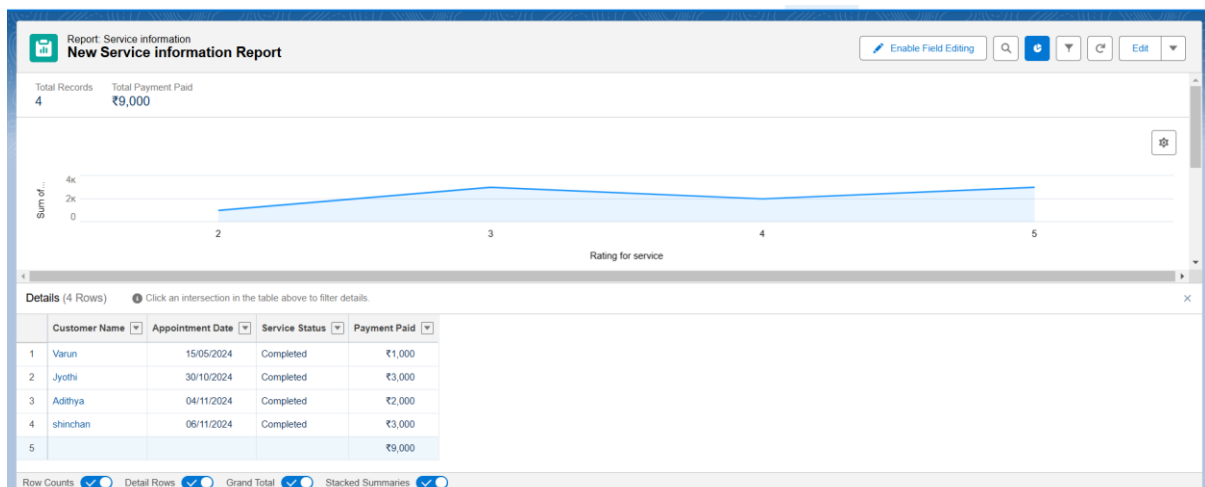 Report: Service information
New Service information Report
Enable Field Editing
Edit
Total Records Total Payment Paid
4 ₹9,000
Sum of...
4K
2K
0
2 3 4 5
Rating for service
Details (4 Rows) Click an intersection in the table above to filter details.
Customer Name Appointment Date Service Status Payment Paid
1 Varun 15/05/2024 Completed ₹1,000
2 Jyothi 30/10/2024 Completed ₹3,000
3 Adithya 04/11/2024 Completed ₹2,000
4 shinchan 06/11/2024 Completed ₹3,000
5 ₹9,000
Row Counts Detail Rows Grand Total Stacked Summaries